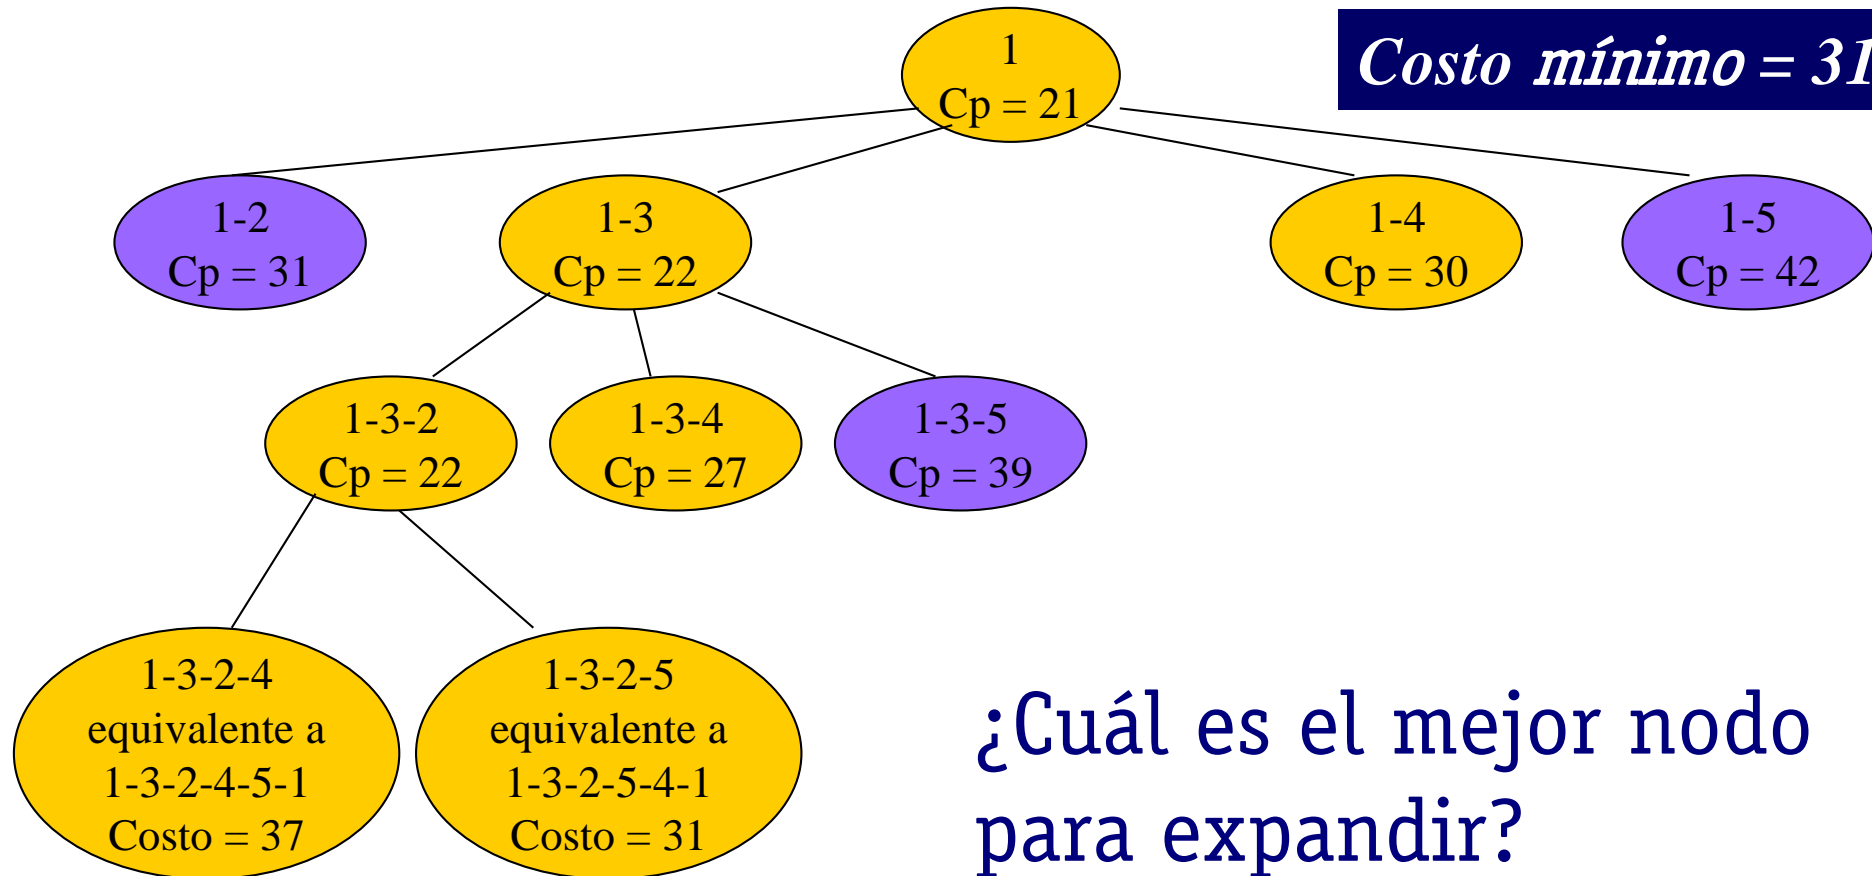 1
Cp = 21
Costo mínimo = 31
1-2
Cp = 31
1-3
Cp = 22
1-4
Cp = 30
1-5
Cp = 42
1-3-2
Cp = 22
1-3-4
Cp = 27
1-3-5
Cp = 39
1-3-2-4
equivalente a
1-3-2-4-5-1
Costo = 37
1-3-2-5
equivalente a
1-3-2-5-4-1
Costo = 31
¿Cuál es el mejor nodo
para expandir?